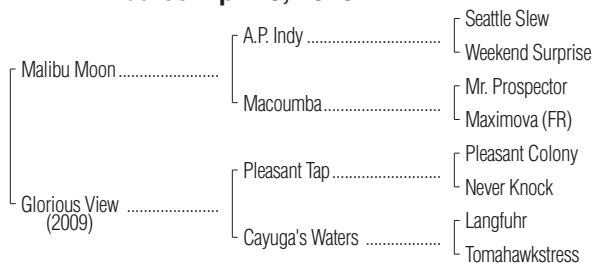 Seattle Slew
A.P. Indy
Weekend Surprise
Malibu Moon
Mr. Prospector
Macoumba
Maximova (FR)
Pleasant Colony
Pleasant Tap
Never Knock
Glorious View
(2009)
Langfuhr
Cayuga's Waters
Tomahawkstress